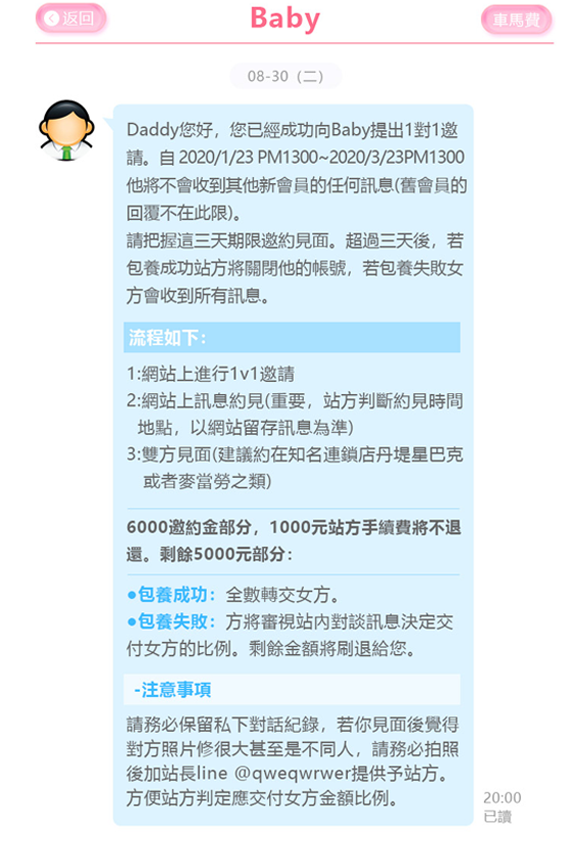 返回
Baby
車馬費
08-30 (二)
Daddy您好，您已經成功向Baby提出1對1邀
請。自 2020/1/23 PM1300~2020/3/23PM1300
他將不會收到其他新會員的任何訊息(舊會員的
回覆不在此限)。
請把握這三天期限邀約見面。超過三天後，若
包養成功站方將關閉他的帳號，若包養失敗女
方會收到所有訊息。
流程如下：
1:網站上進行1v1邀請
2:網站上訊息約見(重要，站方判斷約見時間
地點，以網站留存訊息為準)
3:雙方見面(建議約在知名連鎖店丹堤星巴克
或者麥當勞之類)
6000邀約金部分，1000元站方手續費將不退
還。剩餘5000元部分：
●包養成功：全數轉交女方。
●包養失敗：方將審視站內對談訊息決定交
付女方的比例。剩餘金額將刷退給您。
-注意事項
請務必保留私下對話紀錄，若你見面後覺得
對方照片修很大甚至是不同人，請務必拍照
後加站長line @qweqwrwer提供予站方。
方便站方判定應交付女方金額比例。
20:00
已讀